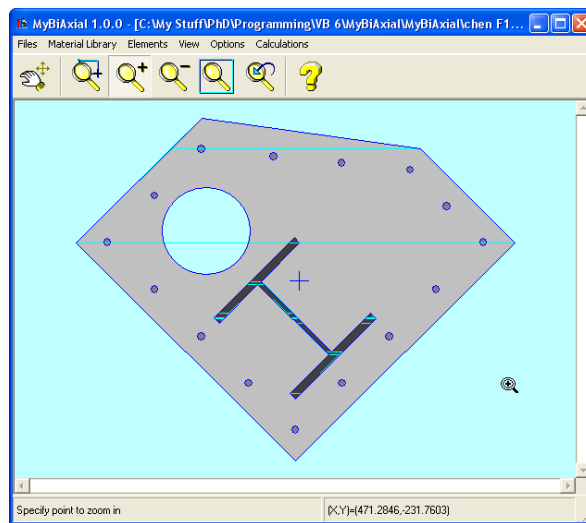 MyBiAxial 1.0.0 - [C:\My Stuff\PhD\Programming\VB 6\MyBiAxial\MyBiAxial\chen F1...
Files Material Library Elements View Options Calculations
Specify point to zoom in
(X,Y)=(471.2846,-231.7603)